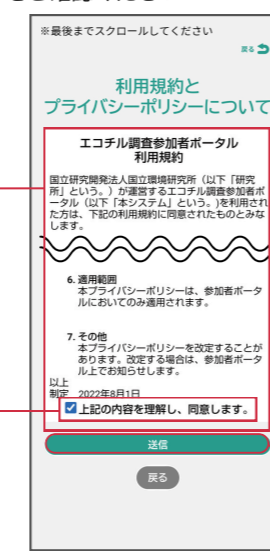 ※最後までスクロールしてください
戻る
利用規約と
プライバシーポリシーについて
エコチル調査参加者ポータル
利用規約
国立研究開発法人国立環境研究所（以下「研究
所」という。）が運営するエコチル調査参加者ポ
ータル（以下「本システム」という。)を利用され
た方は、下記の利用規約に同意されたものとみな
します。
6. 適用範囲
本プライバシーポリシーは、参加者ポータ
ルにおいてのみ適用されます。
7. その他
本プライバシーポリシーを改定することが
あります。改定する場合は、参加者ポータ
ル上でお知らせします。
以上
制定　2022年8月1日
上記の内容を理解し、同意します。
送信
戻る